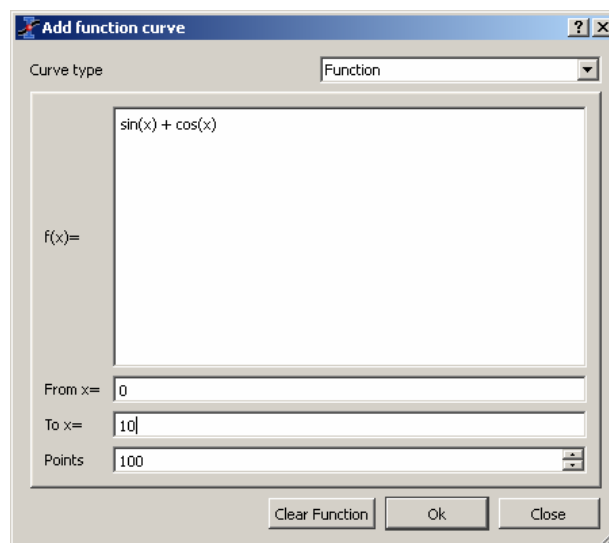 Add function curve
Curve type Function
sin(x) + cos(x)
f(x)=
From x= 0
To x= 10
Points 100
Clear Function Ok Close